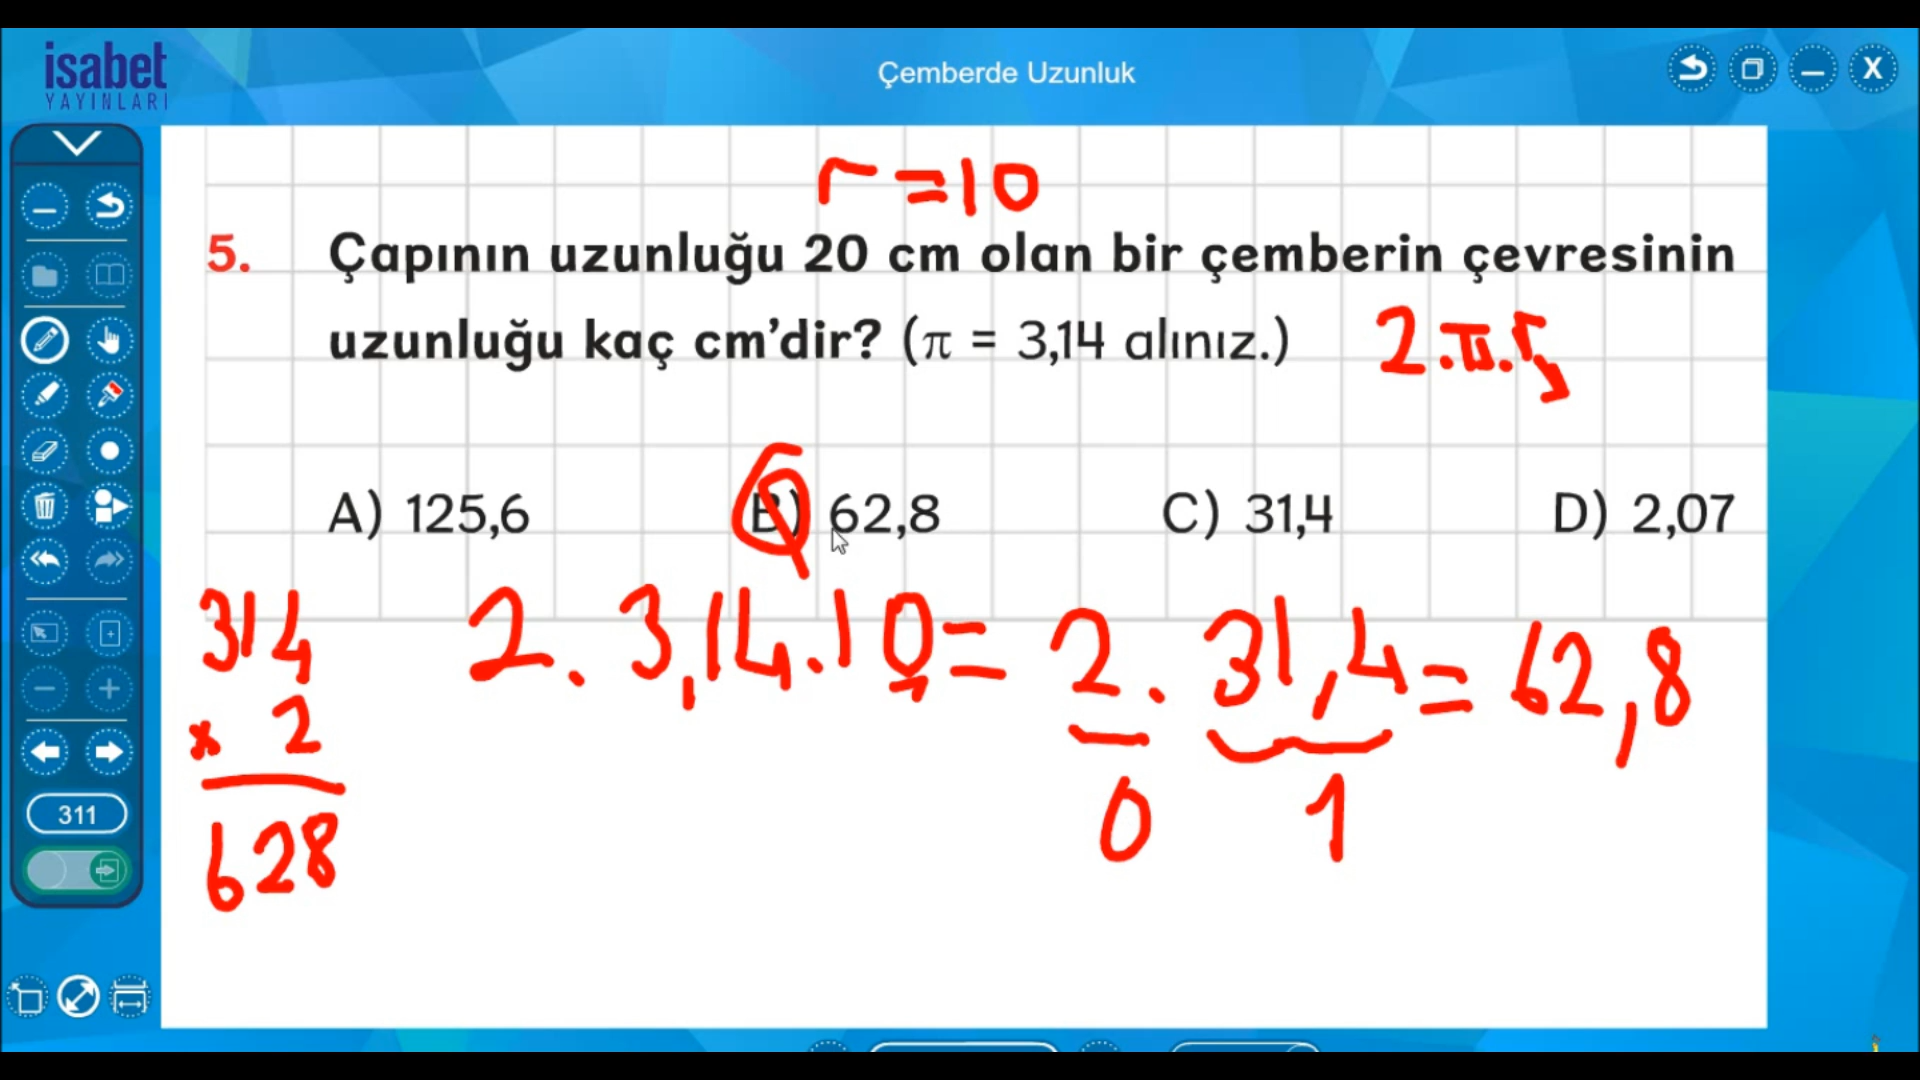 isabet
YAYINLARI
Çemberde Uzunluk
X
r = 10
5. Çapının uzunluğu 20 cm olan bir çemberin çevresinin
uzunluğu kaç cm'dir? (π = 3,14 alınız.)
2.π.r
A) 125,6 B) 62,8 C) 31,4 D) 2,07
314
x 2
628
2 . 3,14 . 10 = 2 . 31,4 = 62,8
0 1
311